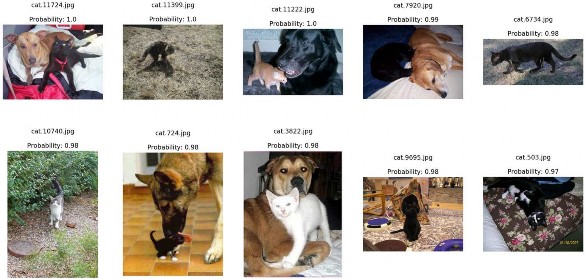 cat.11724.jpg
Probability: 1.0
cat.11399.jpg
Probability: 1.0
cat.11222.jpg
Probability: 1.0
cat.7920.jpg
Probability: 0.99
cat.6734.jpg
Probability: 0.98
cat.10740.jpg
Probability: 0.98
cat.724.jpg
Probability: 0.98
cat.3822.jpg
Probability: 0.98
cat.9695.jpg
Probability: 0.98
cat.503.jpg
Probability: 0.97